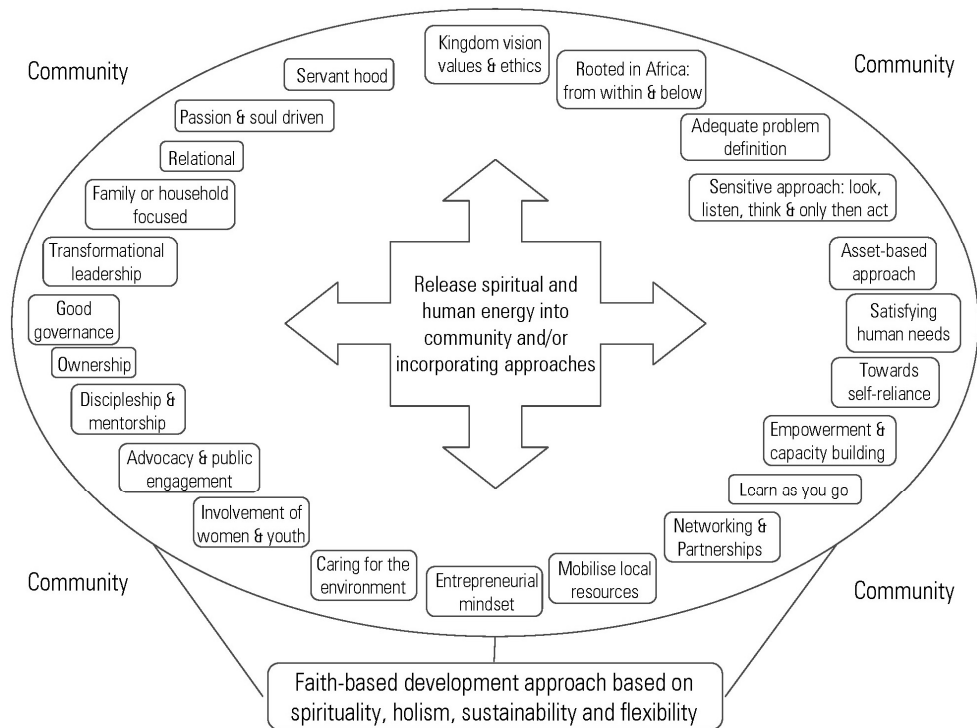 Community
Community
Kingdom vision
values & ethics
Rooted in Africa:
from within & below
Servant hood
Passion & soul driven
Adequate problem
definition
Relational
Sensitive approach: look,
listen, think & only then act
Family or household
focused
Transformational
leadership
Asset-based
approach
Release spiritual and
human energy into
community and/or
incorporating approaches
Good
governance
Satisfying
human needs
Ownership
Towards
self-reliance
Discipleship &
mentorship
Empowerment &
capacity building
Advocacy & public
engagement
Learn as you go
Involvement of
women & youth
Networking &
Partnerships
Caring for the
environment
Entrepreneurial
mindset
Mobilise local
resources
Community
Community
Faith-based development approach based on
spirituality, holism, sustainability and flexibility